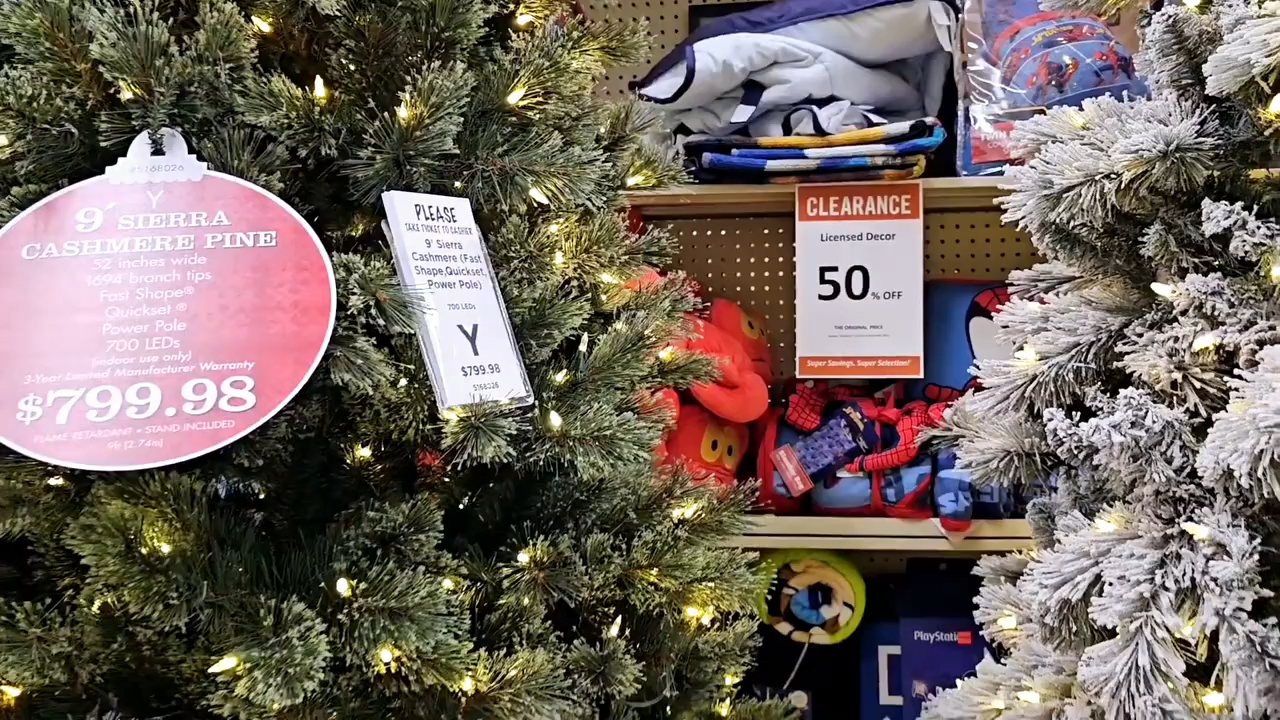 #5168026
Y
9' SIERRA
CASHMERE PINE
52 inches wide
1694 branch tips
Fast Shape®
Quickset®
Power Pole
700 LEDs
(indoor use only)
3-Year Limited Manufacturer Warranty
$799.98
FLAME RETARDANT • STAND INCLUDED
9ft (2.74m)
PLEASE
TAKE TICKET TO CASHIER
9' Sierra
Cashmere (Fast
Shape,Quickset,
Power Pole)
700 LEDs
Y
$799.98
5168026
CLEARANCE
Licensed Decor
50% OFF
THE ORIGINAL PRICE
Super Savings, Super Selection!
TWIN
PlayStati